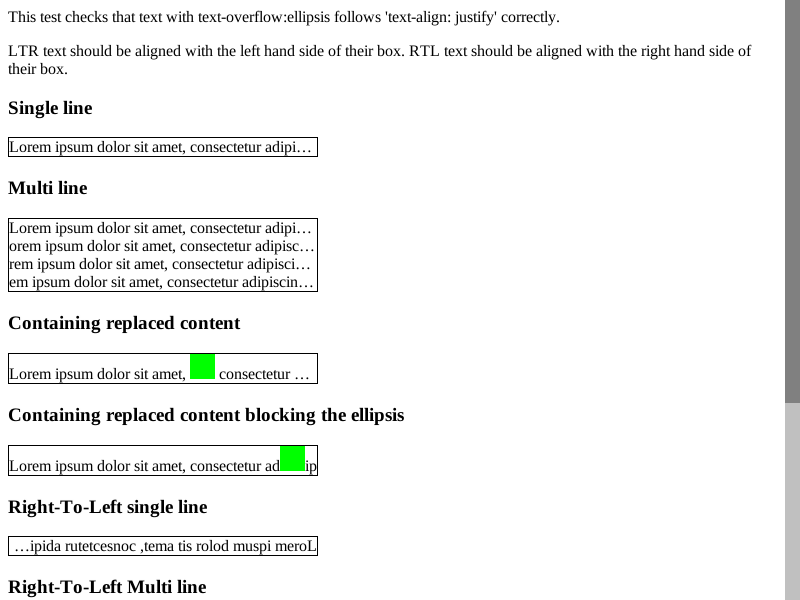 This test checks that text with text-overflow:ellipsis follows 'text-align: justify' correctly.
LTR text should be aligned with the left hand side of their box. RTL text should be aligned with the right hand side of
their box.
Single line
Lorem ipsum dolor sit amet, consectetur adipi…
Multi line
Lorem ipsum dolor sit amet, consectetur adipi…
orem ipsum dolor sit amet, consectetur adipisc…
rem ipsum dolor sit amet, consectetur adipisci…
em ipsum dolor sit amet, consectetur adipiscin…
Containing replaced content
Lorem ipsum dolor sit amet, consectetur …
Containing replaced content blocking the ellipsis
Lorem ipsum dolor sit amet, consectetur ad ip
Right-To-Left single line
…ipida rutetcesnoc ,tema tis rolod muspi meroL
Right-To-Left Multi line